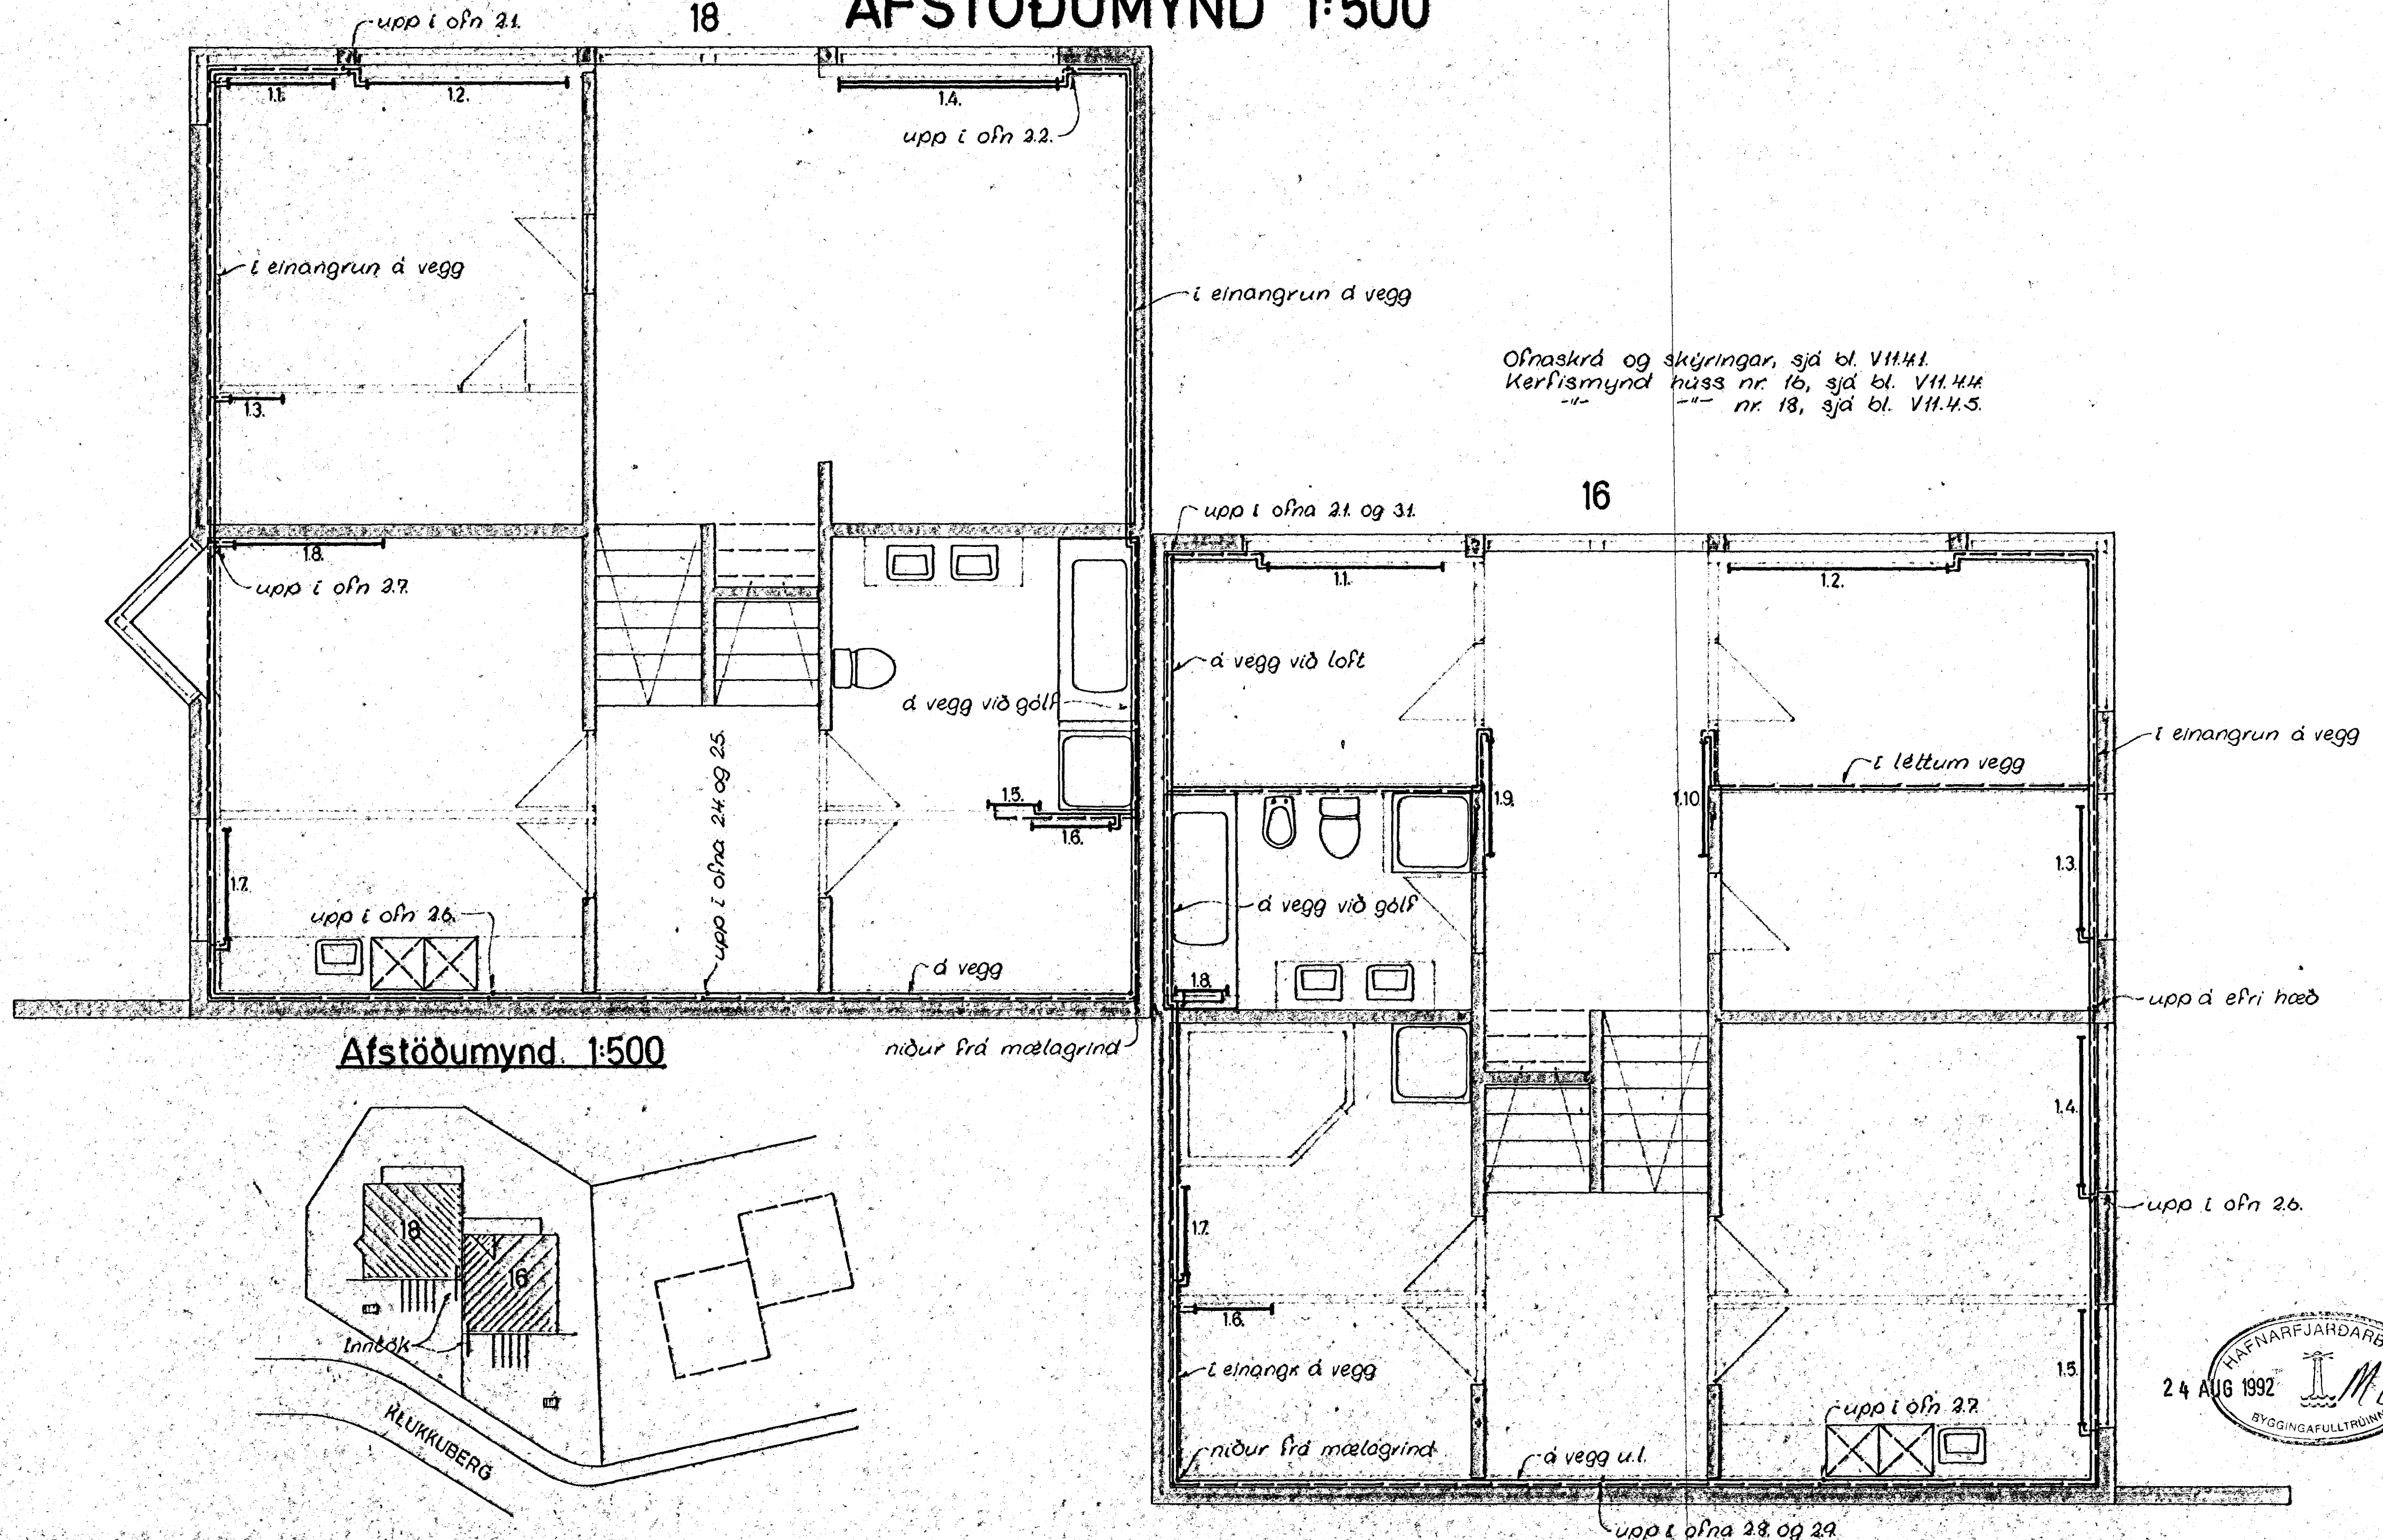 AFSTÖÐUMYND 1:500
18
upp í ofn 2.1.
1.1.
1.2.
1.4.
upp í ofn 2.2.
í einangrun á vegg
í einangrun á vegg
1.3.
Ofnaskrá og skýringar, sjá bl. V11.4.1.
Kerfismynd húss nr. 16, sjá bl. V11.4.4.
-"- -"- nr. 18, sjá bl. V11.4.5.
16
upp í ofna 2.1. og 3.1.
1.8.
upp í ofn 2.7.
1.1.
1.2.
á vegg við loft
á vegg við gólf
í einangrun á vegg
í léttum vegg
upp í ofna 2.4. og 2.5.
1.5.
1.6.
1.9.
1.10.
1.3.
1.7.
upp í ofn 2.6.
á vegg við gólf
á vegg
1.8.
upp á efri hæð
Afstöðumynd. 1:500
niður frá mælagrind
1.4.
upp í ofn 2.6.
18
16
1.7.
1.6.
Inntök
í einangr. á vegg
1.5.
KLUKKUBERG
upp í ofn 2.7.
niður frá mælagrind
á vegg u.l.
upp í ofna 2.8. og 2.9.
24 AUG 1992
BYGGINGAFULLTRÚINN